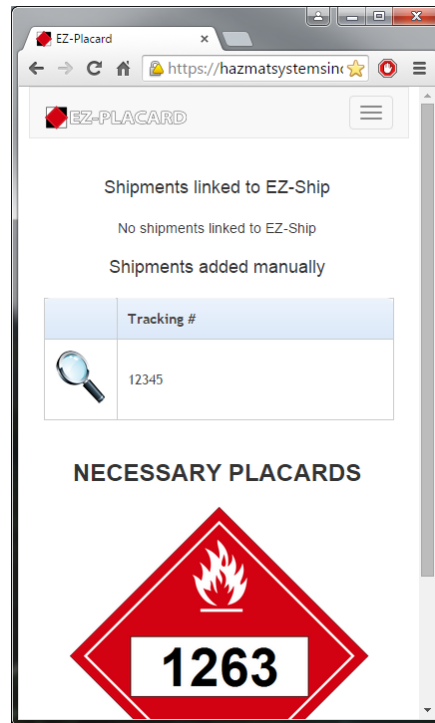 EZ-Placard
https://hazmatsystemsinc
EZ-PLACARD
Shipments linked to EZ-Ship
No shipments linked to EZ-Ship
Shipments added manually
Tracking #
12345
NECESSARY PLACARDS
1263